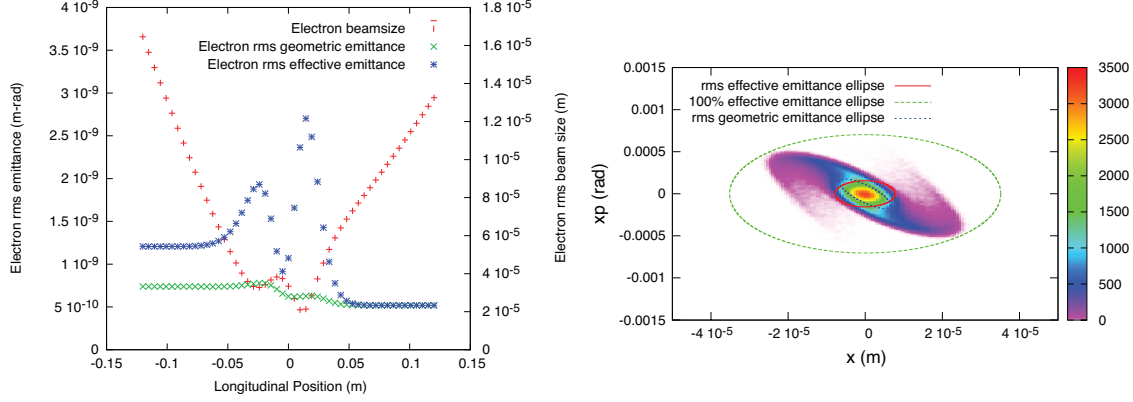 4 10^-9
3.5 10^-9
3 10^-9
2.5 10^-9
2 10^-9
1.5 10^-9
1 10^-9
5 10^-10
0
Electron rms emittance (m-rad)
Electron beamsize
Electron rms geometric emittance
Electron rms effective emittance
1.8 10^-5
1.6 10^-5
1.4 10^-5
1.2 10^-5
1 10^-5
8 10^-6
6 10^-6
4 10^-6
2 10^-6
0
Electron rms beam size (m)
-0.15 -0.1 -0.05 0 0.05 0.1 0.15
Longitudinal Position (m)
0.0015
0.001
0.0005
0
-0.0005
-0.001
-0.0015
xp (rad)
rms effective emittance ellipse
100% effective emittance ellipse
rms geometric emittance ellipse
-4 10^-5 -2 10^-5 0 2 10^-5 4 10^-5
x (m)
3500
3000
2500
2000
1500
1000
500
0